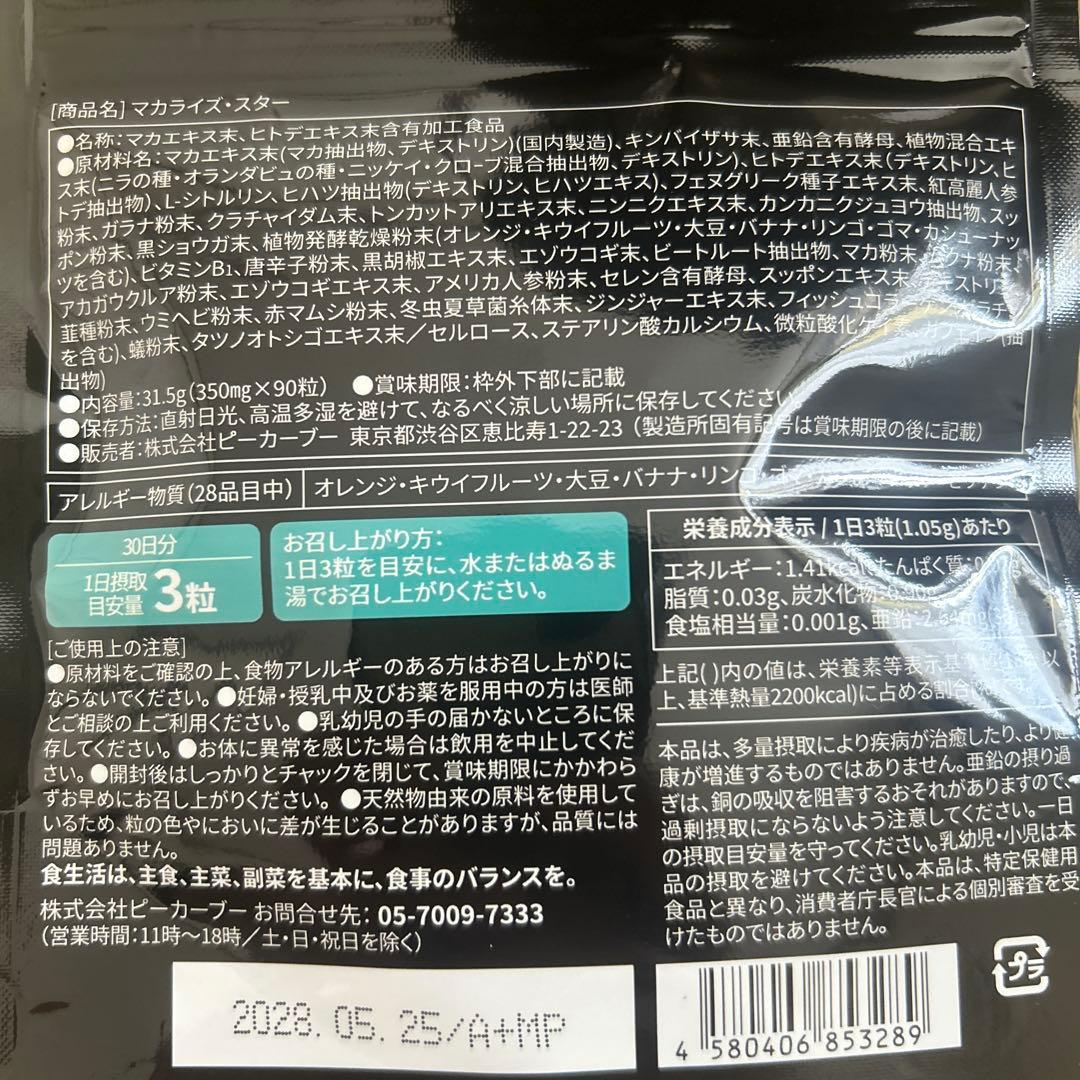 [商品名] マカライズ・スター
●名称：マカエキス末、ヒトデエキス末含有加工食品
●原材料名：マカエキス末(マカ抽出物、デキストリン)(国内製造)、キンバイザサ末、亜鉛含有酵母、植物混合エキ
ス末(ニラの種・オランダビュの種・ニッケイ・クローブ混合抽出物、デキストリン)、ヒトデエキス末(デキストリン、ヒ
トデ抽出物)、L-シトルリン、ヒハツ抽出物(デキストリン、ヒハツエキス)、フェヌグリーク種子エキス末、紅高麗人参
粉末、ガラナ粉末、クラチャイダム末、トンカットアリエキス末、ニンニクエキス末、カンカニクジュヨウ抽出物、スッ
ポン粉末、黒ショウガ末、植物発酵乾燥粉末(オレンジ・キウイフルーツ・大豆・バナナ・リンゴ・ゴマ・カシューナッ
ツを含む)、ビタミンB₁、唐辛子粉末、黒胡椒エキス末、エゾウコギ末、ビートルート抽出物、マカ粉末、ムクナ粉末、
アカガウクルア粉末、エゾウコギエキス末、アメリカ人参粉末、セレン含有酵母、スッポンエキス末
韮種粉末、ウミヘビ粉末、赤マムシ粉末、冬虫夏草菌糸体末、ジンジャーエキス末、フィッシュコラ
を含む)、蟻粉末、タツノオトシゴエキス末／セルロース、ステアリン酸カルシウム、微粒酸化ケイ素、
出物)
●内容量：31.5g(350mg×90粒) ●賞味期限：枠外下部に記載
●保存方法：直射日光、高温多湿を避けて、なるべく涼しい場所に保存してください
●販売者：株式会社ピーカーブー 東京都渋谷区恵比寿1-22-23 (製造所固有記号は賞味期限の後に記載)
アレルギー物質(28品目中) オレンジ・キウイフルーツ・大豆・バナナ・リンゴ
30日分
1日摂取目安量 3粒
お召し上がり方：
1日3粒を目安に、水またはぬるま
湯でお召し上がりください。
栄養成分表示 / 1日3粒(1.05g)あたり
エネルギー：1.41kcal、たんぱく質：
脂質：0.03g、炭水化物：
食塩相当量：0.001g、亜鉛：2.64mg
上記( )内の値は、栄養素等表示基準値
上、基準熱量2200kcal)に占める割合
本品は、多量摂取により疾病が治癒したり、より健
康が増進するものではありません。亜鉛の摂り過
ぎは、銅の吸収を阻害するおそれがありますので、
過剰摂取にならないよう注意してください。一日
の摂取目安量を守ってください。乳幼児・小児は本
品の摂取を避けてください。本品は、特定保健用
食品と異なり、消費者庁長官による個別審査を受
けたものではありません。
[ご使用上の注意]
●原材料をご確認の上、食物アレルギーのある方はお召し上がりに
ならないでください。●妊婦・授乳中及びお薬を服用中の方は医師
とご相談の上ご利用ください。●乳幼児の手の届かないところに保
存してください。●お体に異常を感じた場合は飲用を中止してくだ
さい。●開封後はしっかりとチャックを閉じて、賞味期限にかかわら
ずお早めにお召し上がりください。●天然物由来の原料を使用して
いるため、粒の色やにおいに差が生じることがありますが、品質には
問題ありません。
食生活は、主食、主菜、副菜を基本に、食事のバランスを。
株式会社ピーカーブー お問合せ先：05-7009-7333
(営業時間：11時〜18時／土・日・祝日を除く)
2028.05.25/A+MP
4 580406 853289
プラ